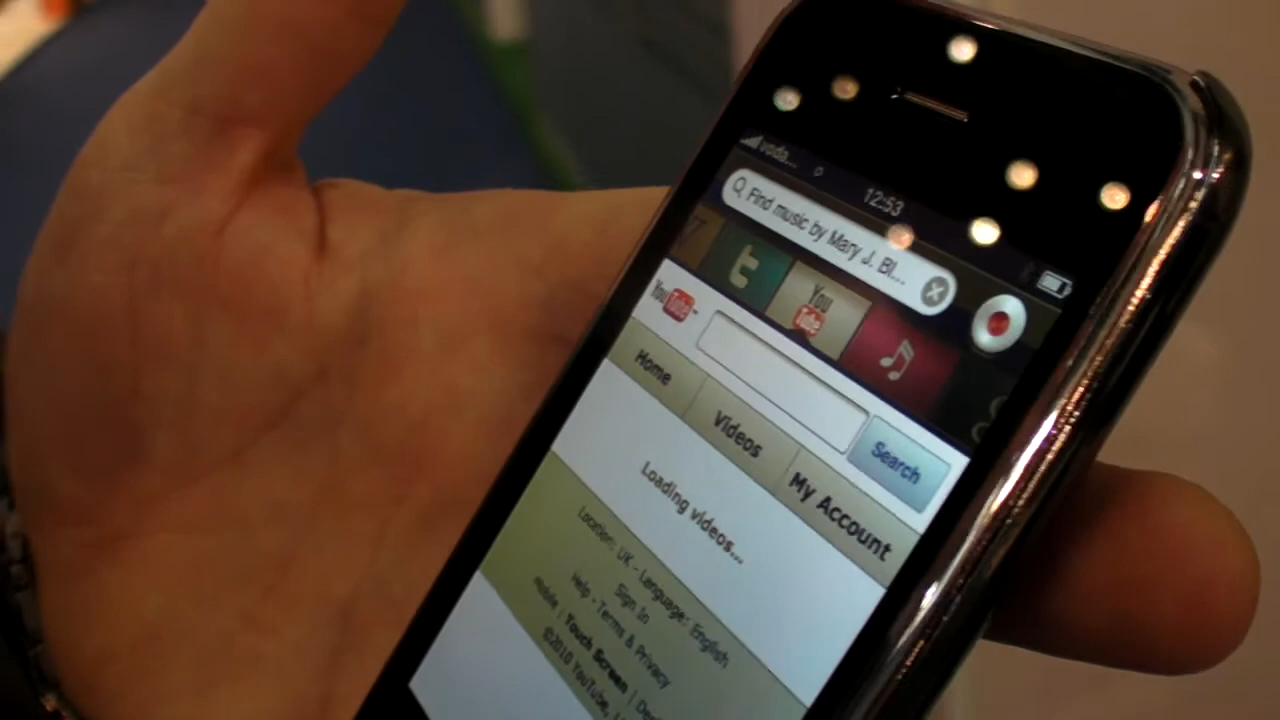 voda...
12:53
Find music by Mary J. Bl...
You Tube
You Tube
Search
Home
Videos
My Account
Loading videos...
Location: UK - Language: English
Sign In
Help - Terms & Privacy
Mobile | Touch Screen |
©2010 YouTube,